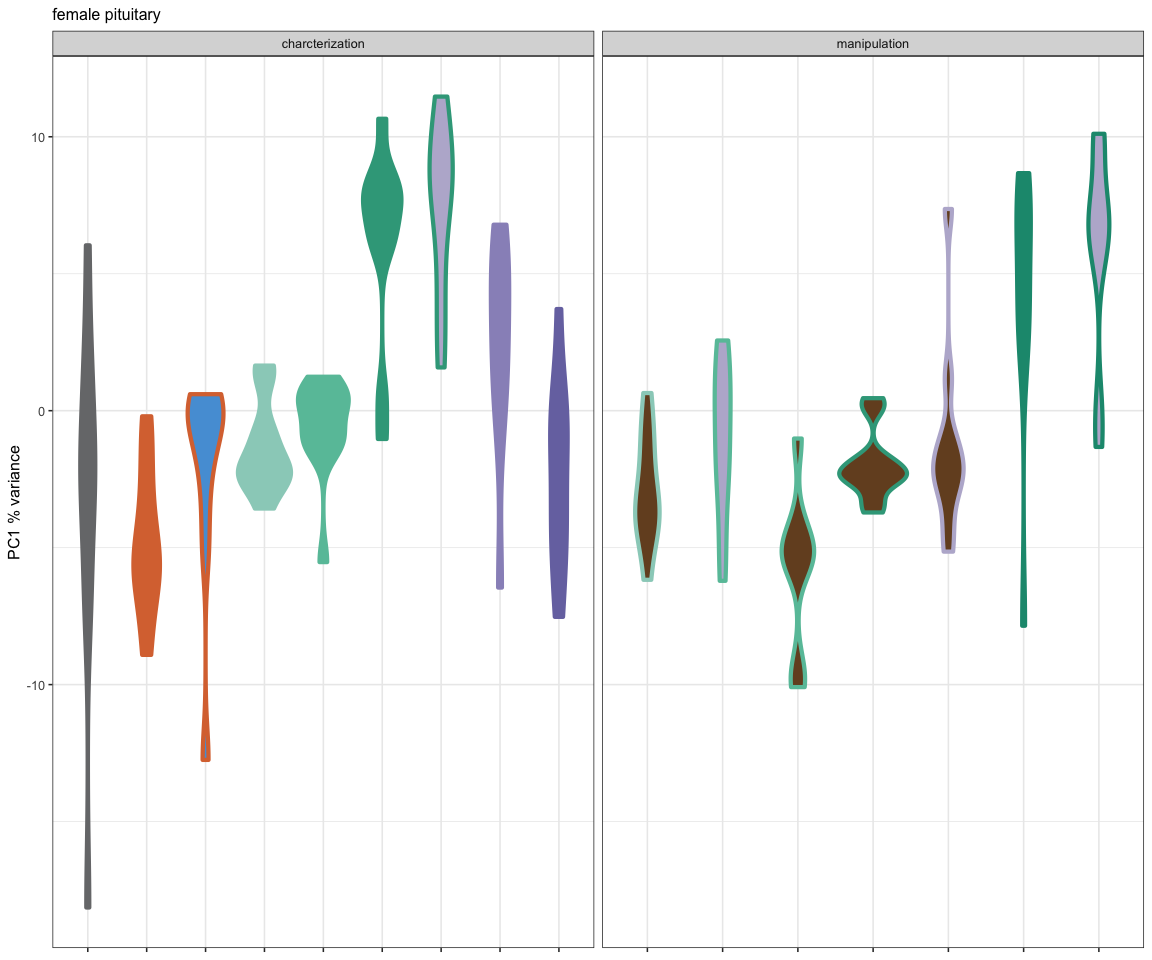 female pituitary
charcterization
manipulation
PC1 % variance
10
0
-10